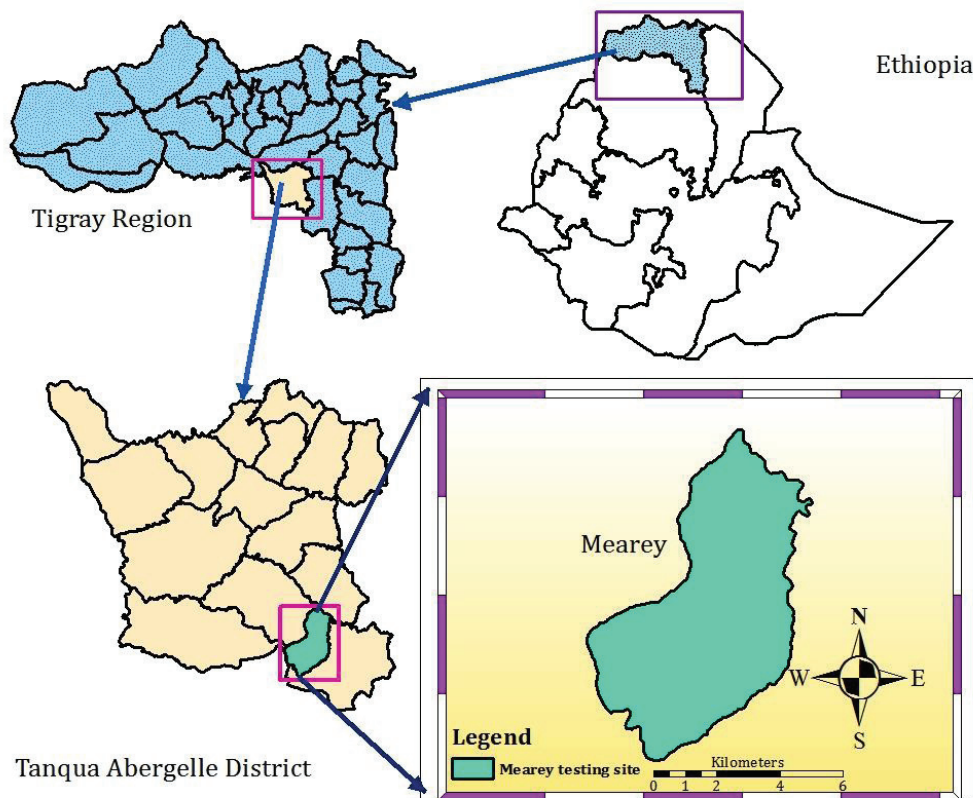 Ethiopia
Tigray Region
Mearey
N
W E
S
Legend
Mearey testing site
Kilometers
0 1 2 4 6
Tanqua Abergelle District